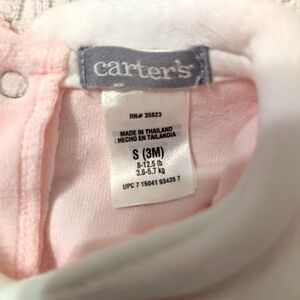 carter's
RN# 35623
MADE IN THAILAND
HECHO EN TAILANDIA
S (3M)
8-12.5 lb
3.6-5.7 kg
UPC 7 15041 93435 7